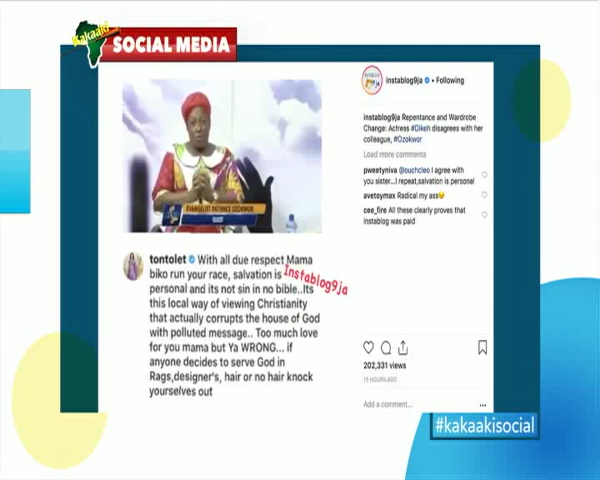 Kakaaki
SOCIAL MEDIA
EVANGELIST PATIENCE OZOKWOR
GUEST
tontolet With all due respect Mama
biko run your race, salvation is
personal and its not sin in no bible..Its
this local way of viewing Christianity
that actually corrupts the house of God
with polluted message.. Too much love
for you mama but Ya WRONG... if
anyone decides to serve God in
Rags,designer's, hair or no hair knock
yourselves out
Instablog9ja
instablog9ja • Following
instablog9ja Repentance and Wardrobe
Change: Actress #Dikeh disagrees with her
colleague, #Ozokwor
Load more comments
pweetyniva @ouchcleo I agree with
you sister...I repeat,salvation is personal
avetoymax Radical my ass
cee_fire All these clearly proves that
instablog was paid
202,331 views
19 HOURS AGO
Add a comment...
#kakaakisocial